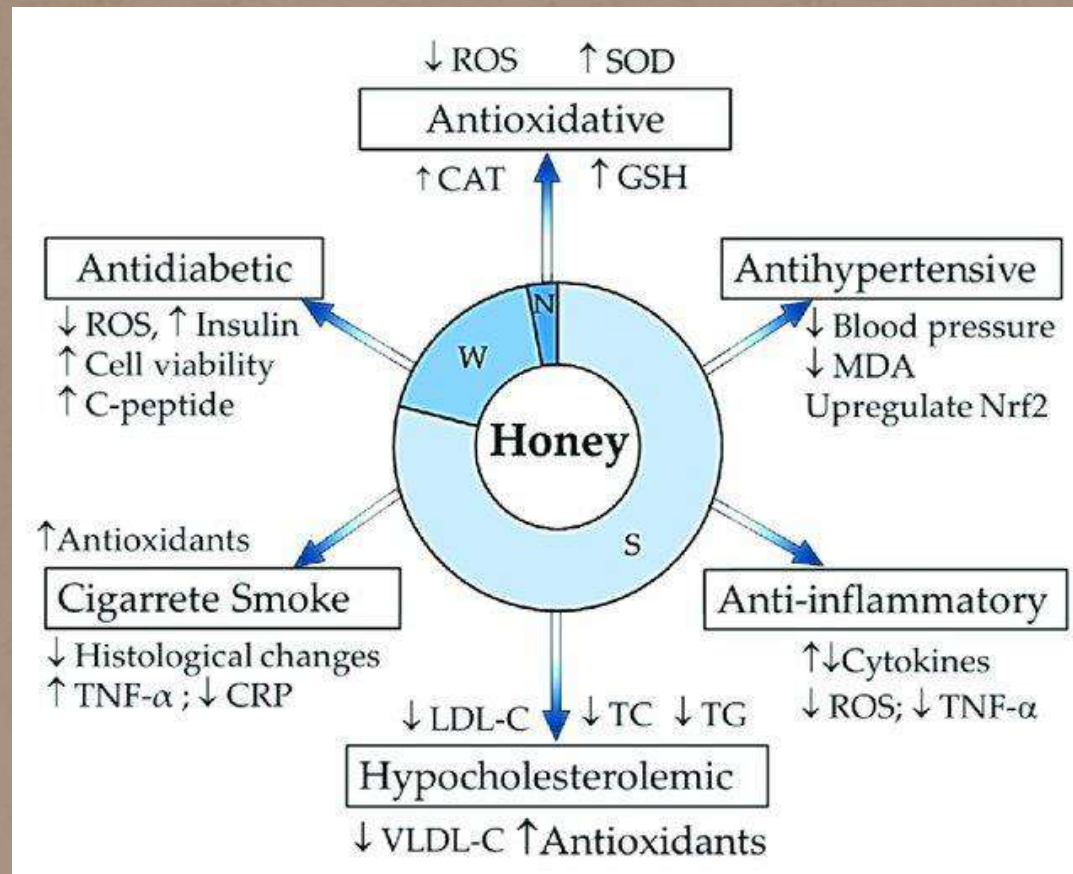 ↓ ROS ↑ SOD
Antioxidative
↑ CAT ↑ GSH
Antidiabetic
↓ ROS, ↑ Insulin
↑ Cell viability
↑ C-peptide
Antihypertensive
↓ Blood pressure
↓ MDA
Upregulate Nrf2
N
W
Honey
S
↑Antioxidants
Cigarrete Smoke
↓ Histological changes
↑ TNF-α ; ↓ CRP
Anti-inflammatory
↑↓Cytokines
↓ ROS; ↓ TNF-α
↓ LDL-C ↓ TC ↓ TG
Hypocholesterolemic
↓ VLDL-C ↑Antioxidants